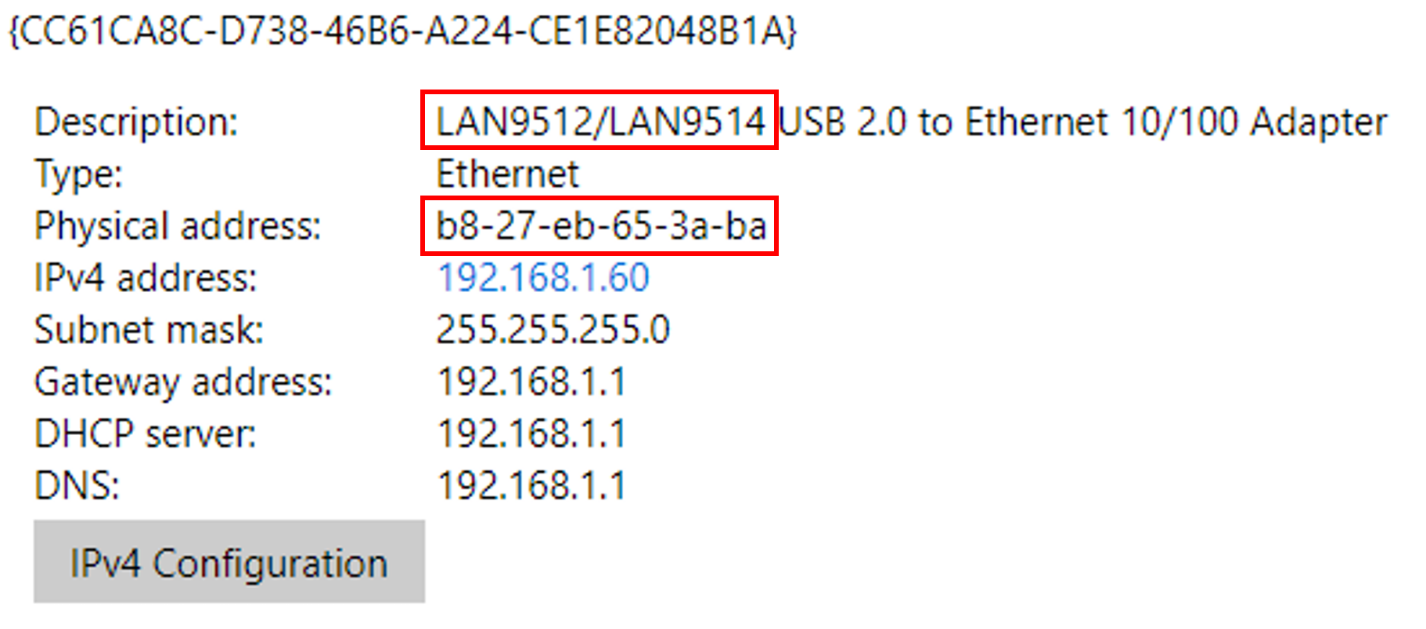 {CC61CA8C-D738-46B6-A224-CE1E82048B1A}
Description: LAN9512/LAN9514 USB 2.0 to Ethernet 10/100 Adapter
Type: Ethernet
Physical address: b8-27-eb-65-3a-ba
IPv4 address: 192.168.1.60
Subnet mask: 255.255.255.0
Gateway address: 192.168.1.1
DHCP server: 192.168.1.1
DNS: 192.168.1.1
IPv4 Configuration